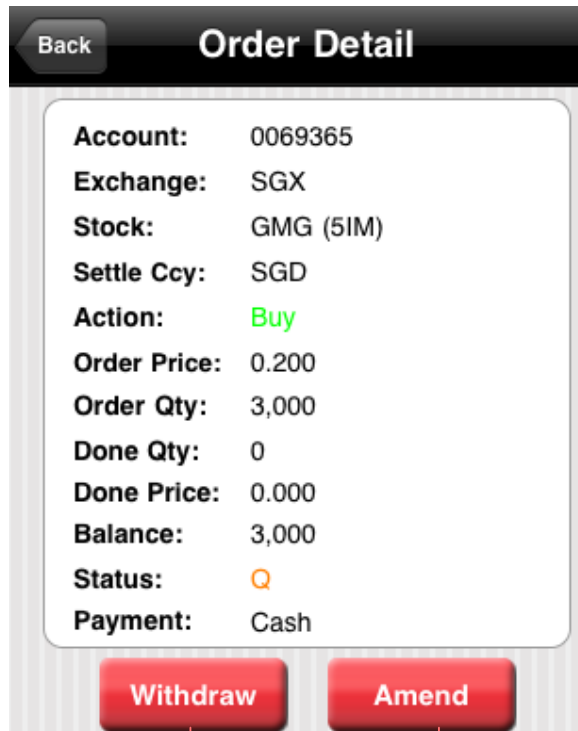 Back
Order Detail
Account: 0069365
Exchange: SGX
Stock: GMG (5IM)
Settle Ccy: SGD
Action: Buy
Order Price: 0.200
Order Qty: 3,000
Done Qty: 0
Done Price: 0.000
Balance: 3,000
Status: Q
Payment: Cash
Withdraw
Amend